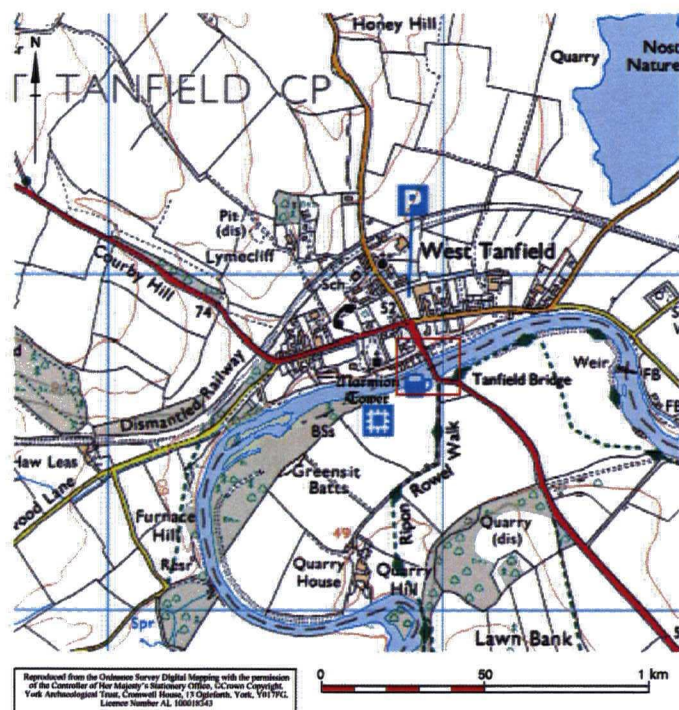 N
Honey Hill
Quarry
Nost
Nature
TANFIELD CP
P
Pit
(dis)
Lymecliff
West Tanfield
Courby Hill
Sch
52
74
Dismantled Railway
Weir
FB
Marmion
Tower
Tanfield Bridge
FB
Haw Leas
BSs
Ripon Rower Walk
wood Lane
Greensit
Batts
Furnace
Hill
49
Quarry
(dis)
Resr
Quarry
House
Quarry
Hill
Spr
Lawn Bank
Reproduced from the Ordnance Survey Digital Mapping with the permission
of the Controller of Her Majesty's Stationery Office, ©Crown Copyright.
York Archaeological Trust, Cromwell House, 13 Ogleforth, York, YO17FG.
Licence Number AL 100018343
0
50
1 km